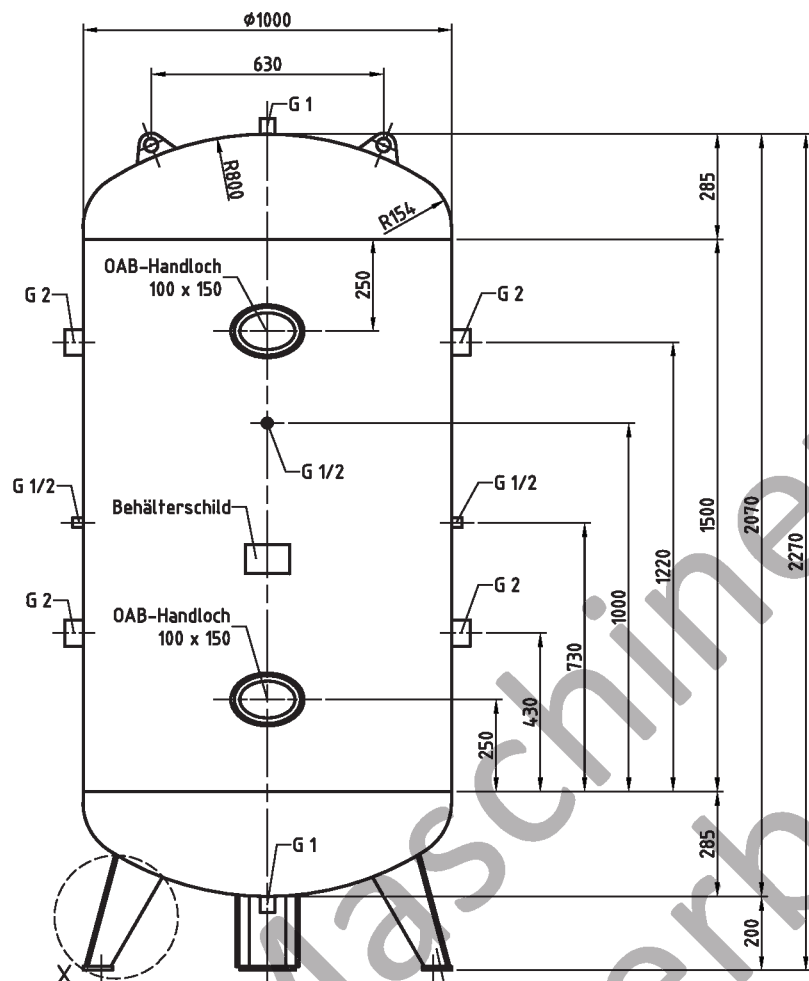 ø1000
630
G 1
R800
R154
285
OAB-Handloch
100 x 150
250
G 2
G 2
G 1/2
G 1/2
G 1/2
Behälterschild
1500
2070
2270
1220
1000
730
G 2
G 2
OAB-Handloch
100 x 150
430
250
G 1
285
200
X